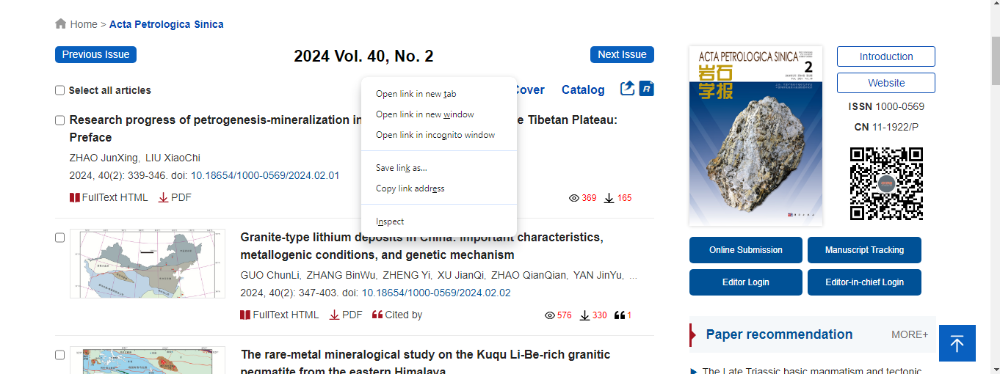 Home > Acta Petrologica Sinica
Previous Issue
2024 Vol. 40, No. 2
Next Issue
Select all articles
Cover
Catalog
R
Open link in new tab
Open link in new window
Open link in incognito window
Save link as...
Copy link address
Inspect
Research progress of petrogenesis-mineralization in
e Tibetan Plateau:
Preface
ZHAO JunXing, LIU XiaoChi
2024, 40(2): 339-346. doi: 10.18654/1000-0569/2024.02.01
FullText HTML PDF
369 165
Granite-type lithium deposits in China: Important characteristics,
metallogenic conditions, and genetic mechanism
GUO ChunLi, ZHANG BinWu, ZHENG Yi, XU JianQi, ZHAO QianQian, YAN JinYu, ...
2024, 40(2): 347-403. doi: 10.18654/1000-0569/2024.02.02
FullText HTML PDF Cited by
576 330 1
The rare-metal mineralogical study on the Kuqu Li-Be-rich granitic
pegmatite from the eastern Himalaya
ACTA PETROLOGICA SINICA
2
岩石
学报
Introduction
Website
ISSN 1000-0569
CN 11-1922/P
Online Submission
Manuscript Tracking
Editor Login
Editor-in-chief Login
Paper recommendation
MORE+
The Late Triassic basic magmatism and tectonic